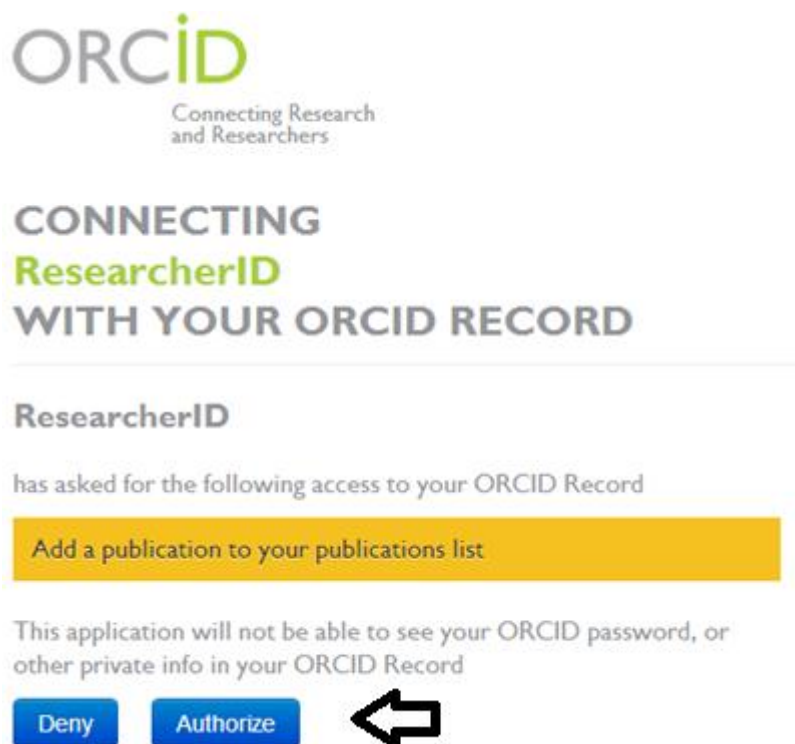 ORCiD
Connecting Research
and Researchers
CONNECTING
ResearcherID
WITH YOUR ORCID RECORD
ResearcherID
has asked for the following access to your ORCID Record
Add a publication to your publications list
This application will not be able to see your ORCID password, or
other private info in your ORCID Record
Deny Authorize